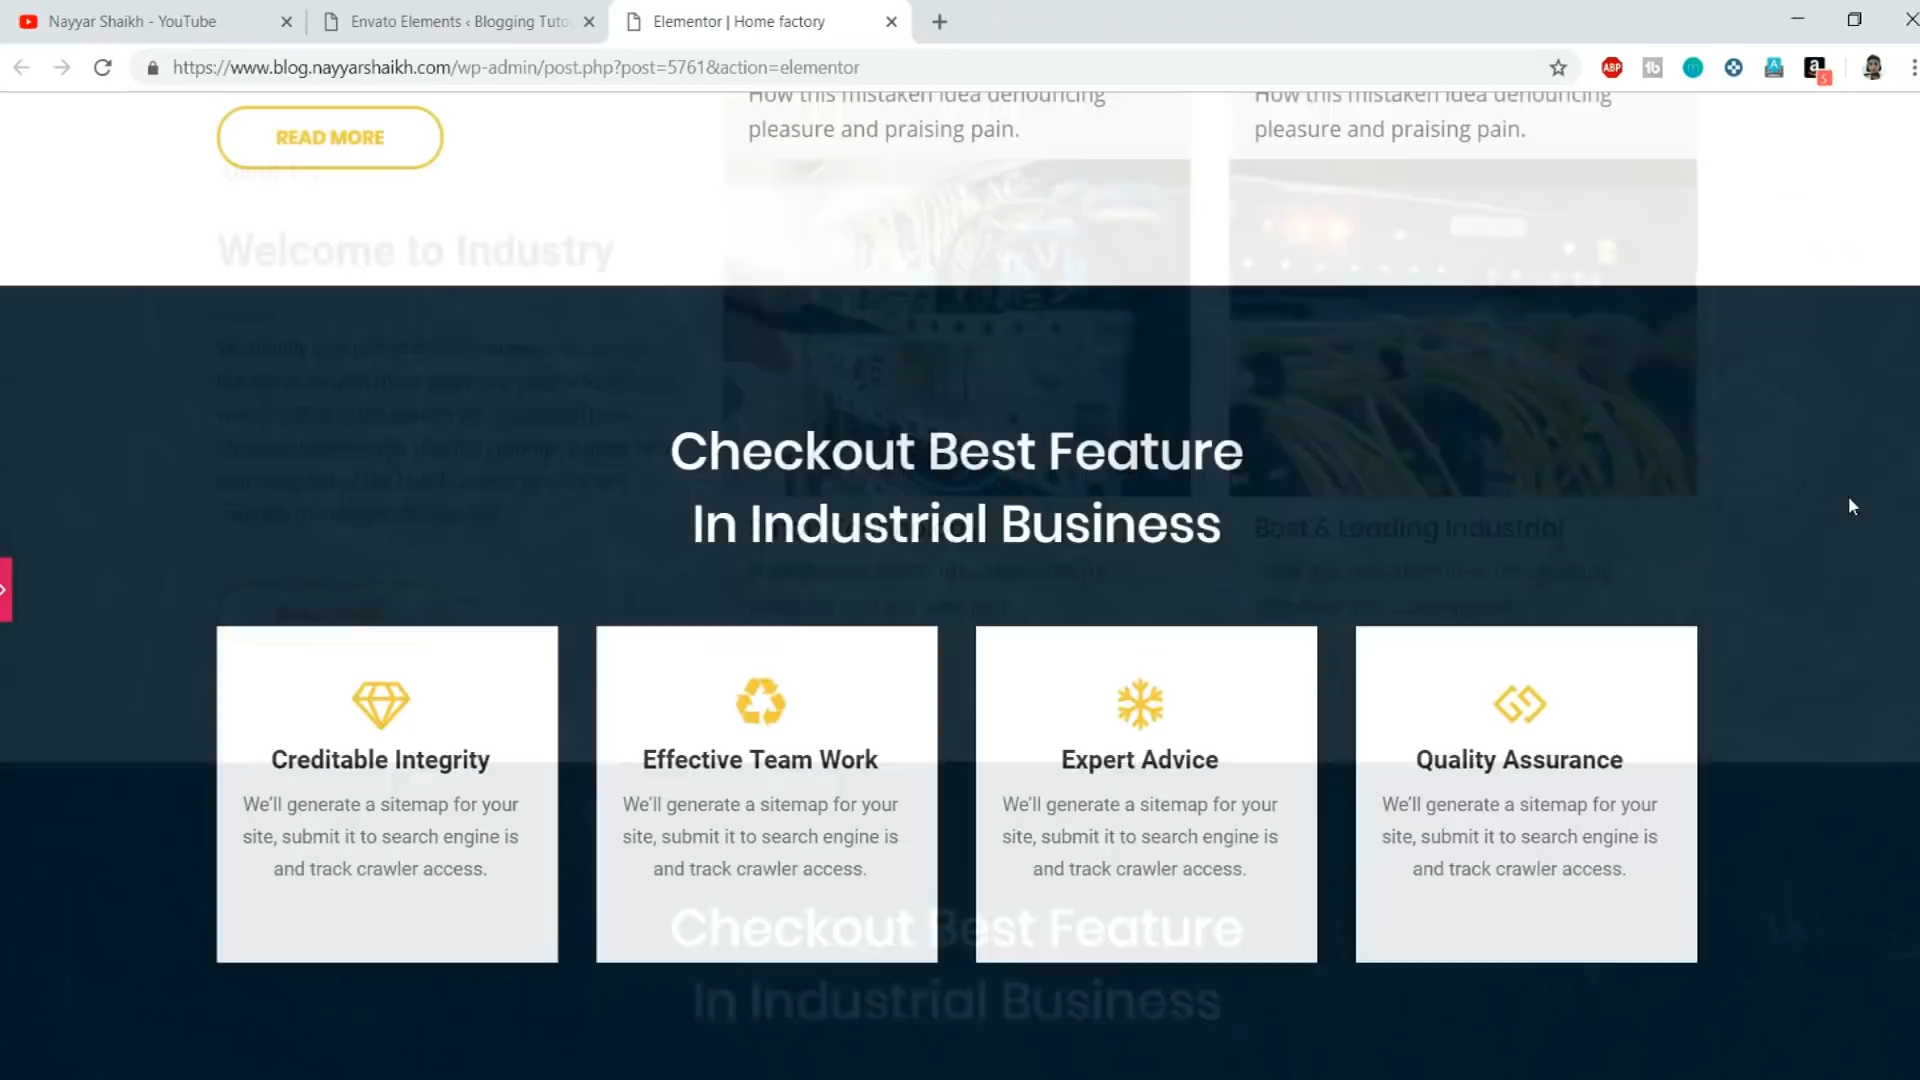 Nayyar Shaikh - YouTube
Envato Elements ‹ Blogging Tuto
Elementor | Home factory
https://www.blog.nayyarshaikh.com/wp-admin/post.php?post=5761&action=elementor
ABP
tb
a
5
READ MORE
How this mistaken idea denouncing
pleasure and praising pain.
How this mistaken idea denouncing
pleasure and praising pain.
Welcome to Industry
Checkout Best Feature
In Industrial Business
Best & Leading Industrial
Creditable Integrity
We'll generate a sitemap for your
site, submit it to search engine is
and track crawler access.
Effective Team Work
We'll generate a sitemap for your
site, submit it to search engine is
and track crawler access.
Expert Advice
We'll generate a sitemap for your
site, submit it to search engine is
and track crawler access.
Quality Assurance
We'll generate a sitemap for your
site, submit it to search engine is
and track crawler access.
Checkout Best Feature
In Industrial Business